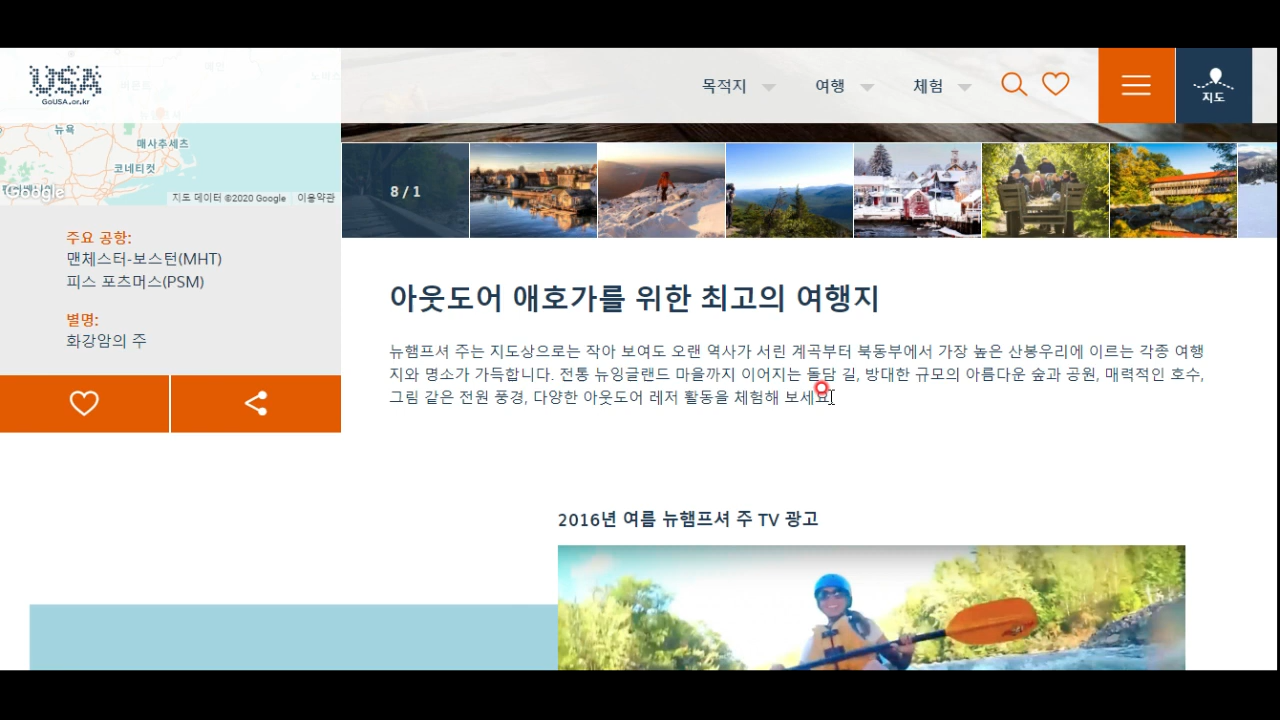 USA
GoUSA.or.kr
목적지
여행
체험
지도
뉴욕
매사추세츠
코네티컷
Google
지도 데이터 ©2020 Google
이용약관
8 / 1
주요 공항:
맨체스터-보스턴(MHT)
피스 포츠머스(PSM)
별명:
화강암의 주
아웃도어 애호가를 위한 최고의 여행지
뉴햄프셔 주는 지도상으로는 작아 보여도 오랜 역사가 서린 계곡부터 북동부에서 가장 높은 산봉우리에 이르는 각종 여행
지와 명소가 가득합니다. 전통 뉴잉글랜드 마을까지 이어지는 돌담 길, 방대한 규모의 아름다운 숲과 공원, 매력적인 호수,
그림 같은 전원 풍경, 다양한 아웃도어 레저 활동을 체험해 보세요.
2016년 여름 뉴햄프셔 주 TV 광고